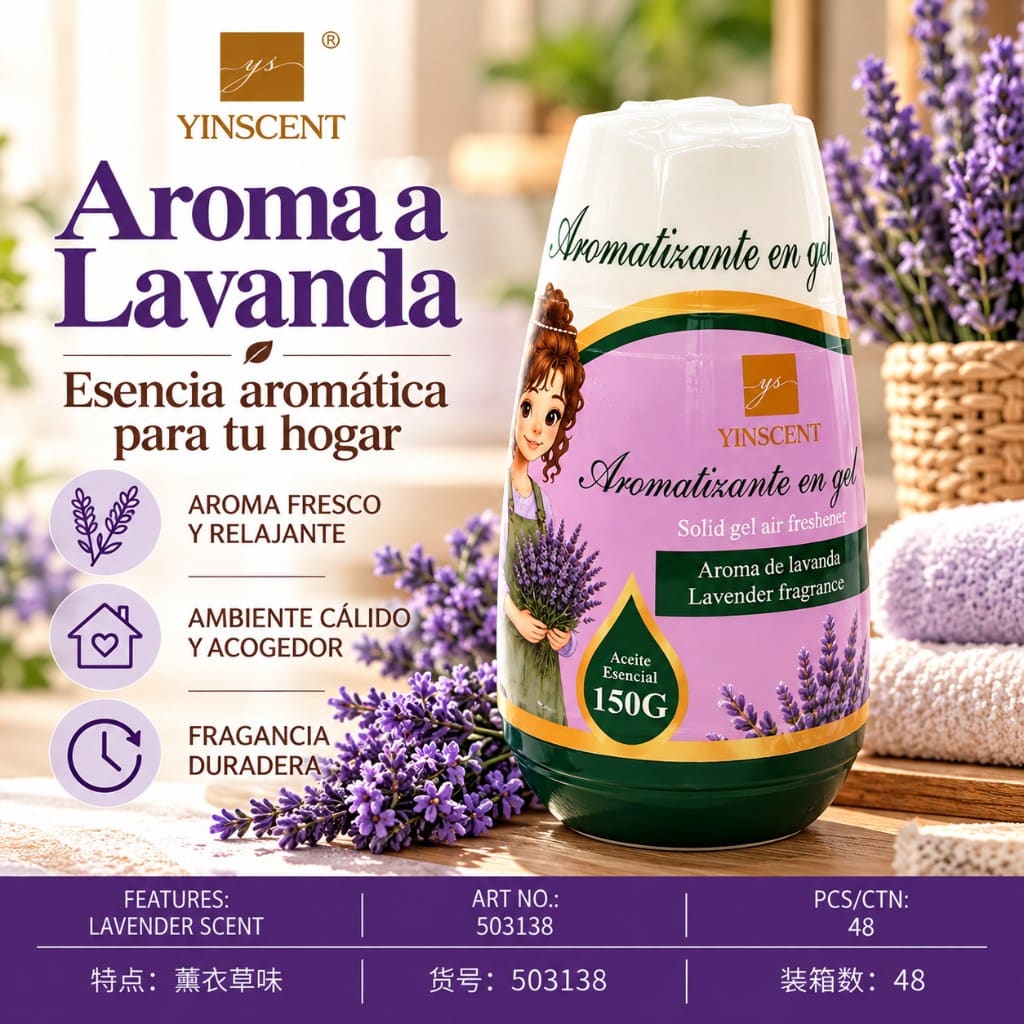 ys
®
YINSCENT
Aroma a
Lavanda
Esencia aromática
para tu hogar
AROMA FRESCO
Y RELAJANTE
AMBIENTE CÁLIDO
Y ACOGEDOR
FRAGANCIA
DURADERA
Aromatizante en gel
ys
YINSCENT
Aromatizante en gel
Solid gel air freshener
Aroma de lavanda
Lavender fragrance
Aceite
Esencial
150G
FEATURES:
LAVENDER SCENT
ART NO.:
503138
PCS/CTN:
48
特点：薰衣草味
货号：503138
装箱数：48